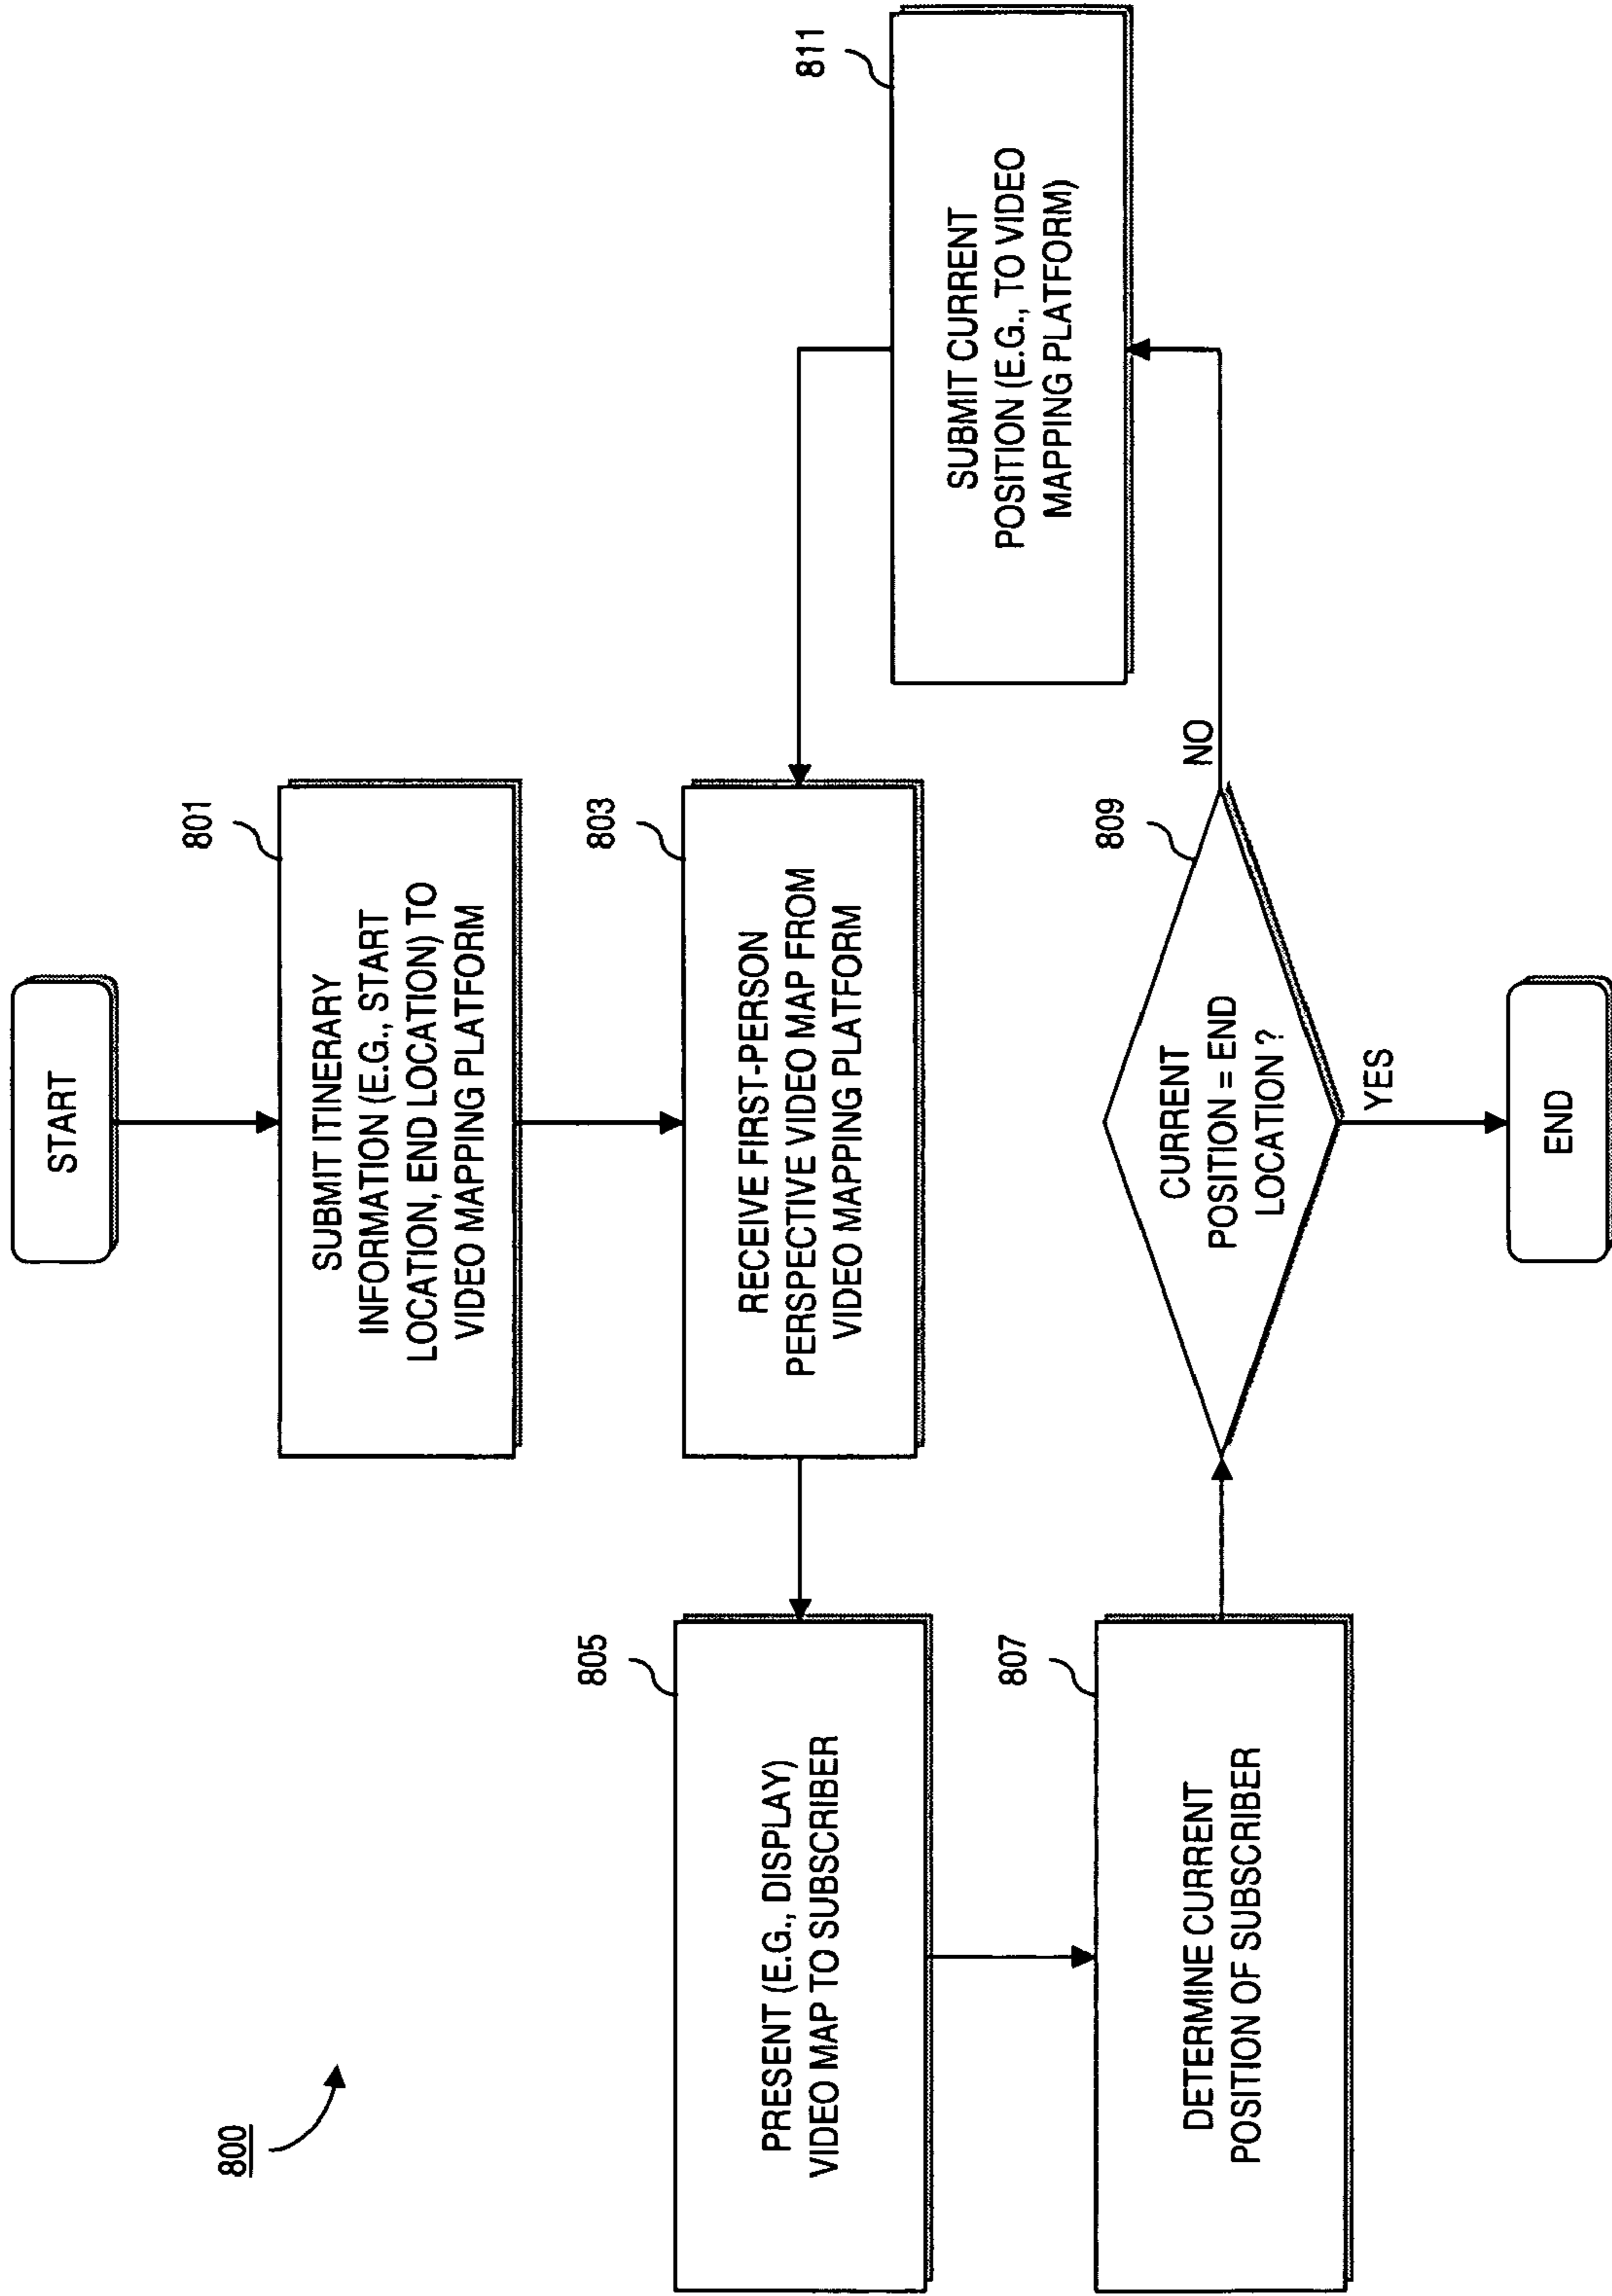 800
START
801
SUBMIT ITINERARY
INFORMATION (E.G., START
LOCATION, END LOCATION) TO
VIDEO MAPPING PLATFORM
803
RECEIVE FIRST-PERSON
PERSPECTIVE VIDEO MAP FROM
VIDEO MAPPING PLATFORM
805
PRESENT (E.G., DISPLAY)
VIDEO MAP TO SUBSCRIBER
807
DETERMINE CURRENT
POSITION OF SUBSCRIBER
809
CURRENT
POSITION = END
LOCATION ?
NO
811
SUBMIT CURRENT
POSITION (E.G., TO VIDEO
MAPPING PLATFORM)
YES
END